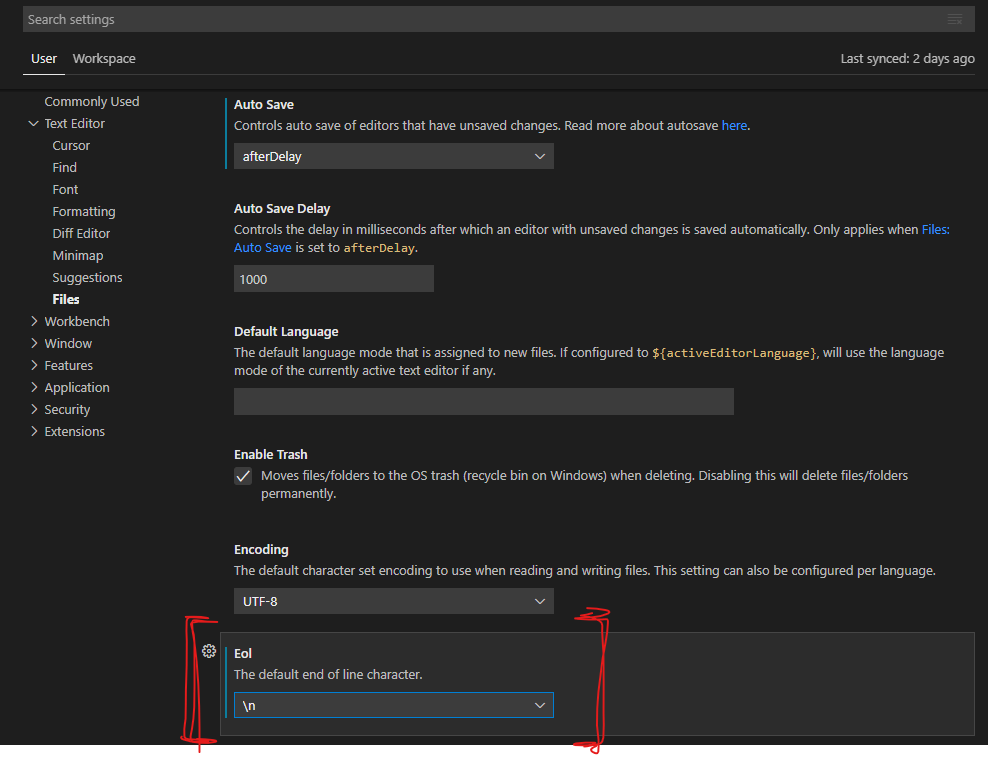 Search settings
User Workspace Last synced: 2 days ago
Commonly Used
Text Editor
Cursor
Find
Font
Formatting
Diff Editor
Minimap
Suggestions
Files
Workbench
Window
Features
Application
Security
Extensions
Auto Save
Controls auto save of editors that have unsaved changes. Read more about autosave here.
afterDelay
Auto Save Delay
Controls the delay in milliseconds after which an editor with unsaved changes is saved automatically. Only applies when Files:
Auto Save is set to afterDelay.
1000
Default Language
The default language mode that is assigned to new files. If configured to ${activeEditorLanguage}, will use the language
mode of the currently active text editor if any.
Enable Trash
Moves files/folders to the OS trash (recycle bin on Windows) when deleting. Disabling this will delete files/folders
permanently.
Encoding
The default character set encoding to use when reading and writing files. This setting can also be configured per language.
UTF-8
Eol
The default end of line character.
\n